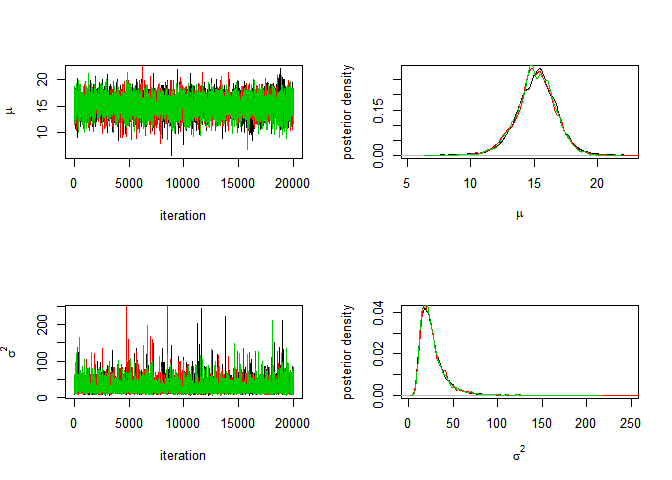 μ
20
15
10
0 5000 10000 15000 20000
iteration
posterior density
0.15
0.00
5 10 15 20
μ
σ²
200
100
0
0 5000 10000 15000 20000
iteration
posterior density
0.04
0.02
0.00
0 50 100 150 200 250
σ²